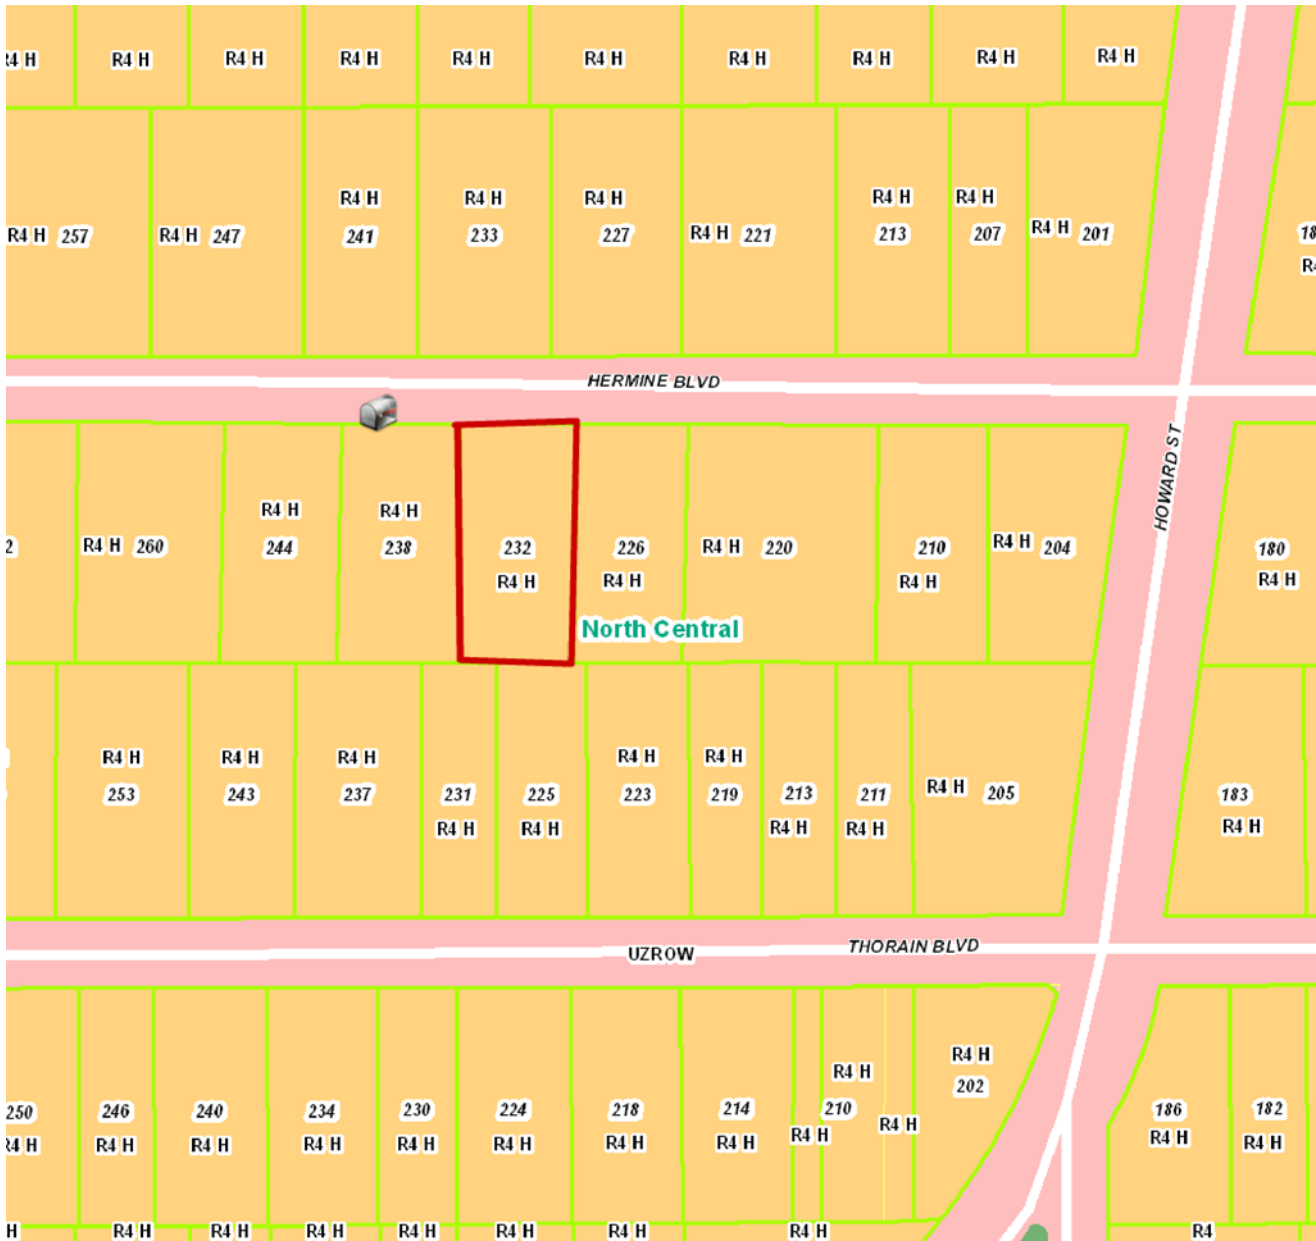 R4 H R4 H R4 H R4 H R4 H R4 H R4 H R4 H R4 H R4 H
R4 H R4 H R4 H R4 H R4 H
R4 H 257 R4 H 247 241 233 227 R4 H 221 213 207 R4 H 201
HERMINE BLVD
HOWARD ST
R4 H R4 H
R4 H 260 244 238 232 226 R4 H 220 210 R4 H 204 180
R4 H R4 H R4 H R4 H
North Central
R4 H R4 H R4 H R4 H R4 H
253 243 237 231 225 223 219 213 211 R4 H 205 183
R4 H R4 H R4 H R4 H R4 H
UZROW THORAIN BLVD
R4 H R4 H
202
250 246 240 234 230 224 218 214 210 186 182
R4 H R4 H R4 H R4 H R4 H R4 H R4 H R4 H R4 H R4 H R4 H R4 H
H R4 H R4 H R4 H R4 H R4 H R4 H R4 H R4